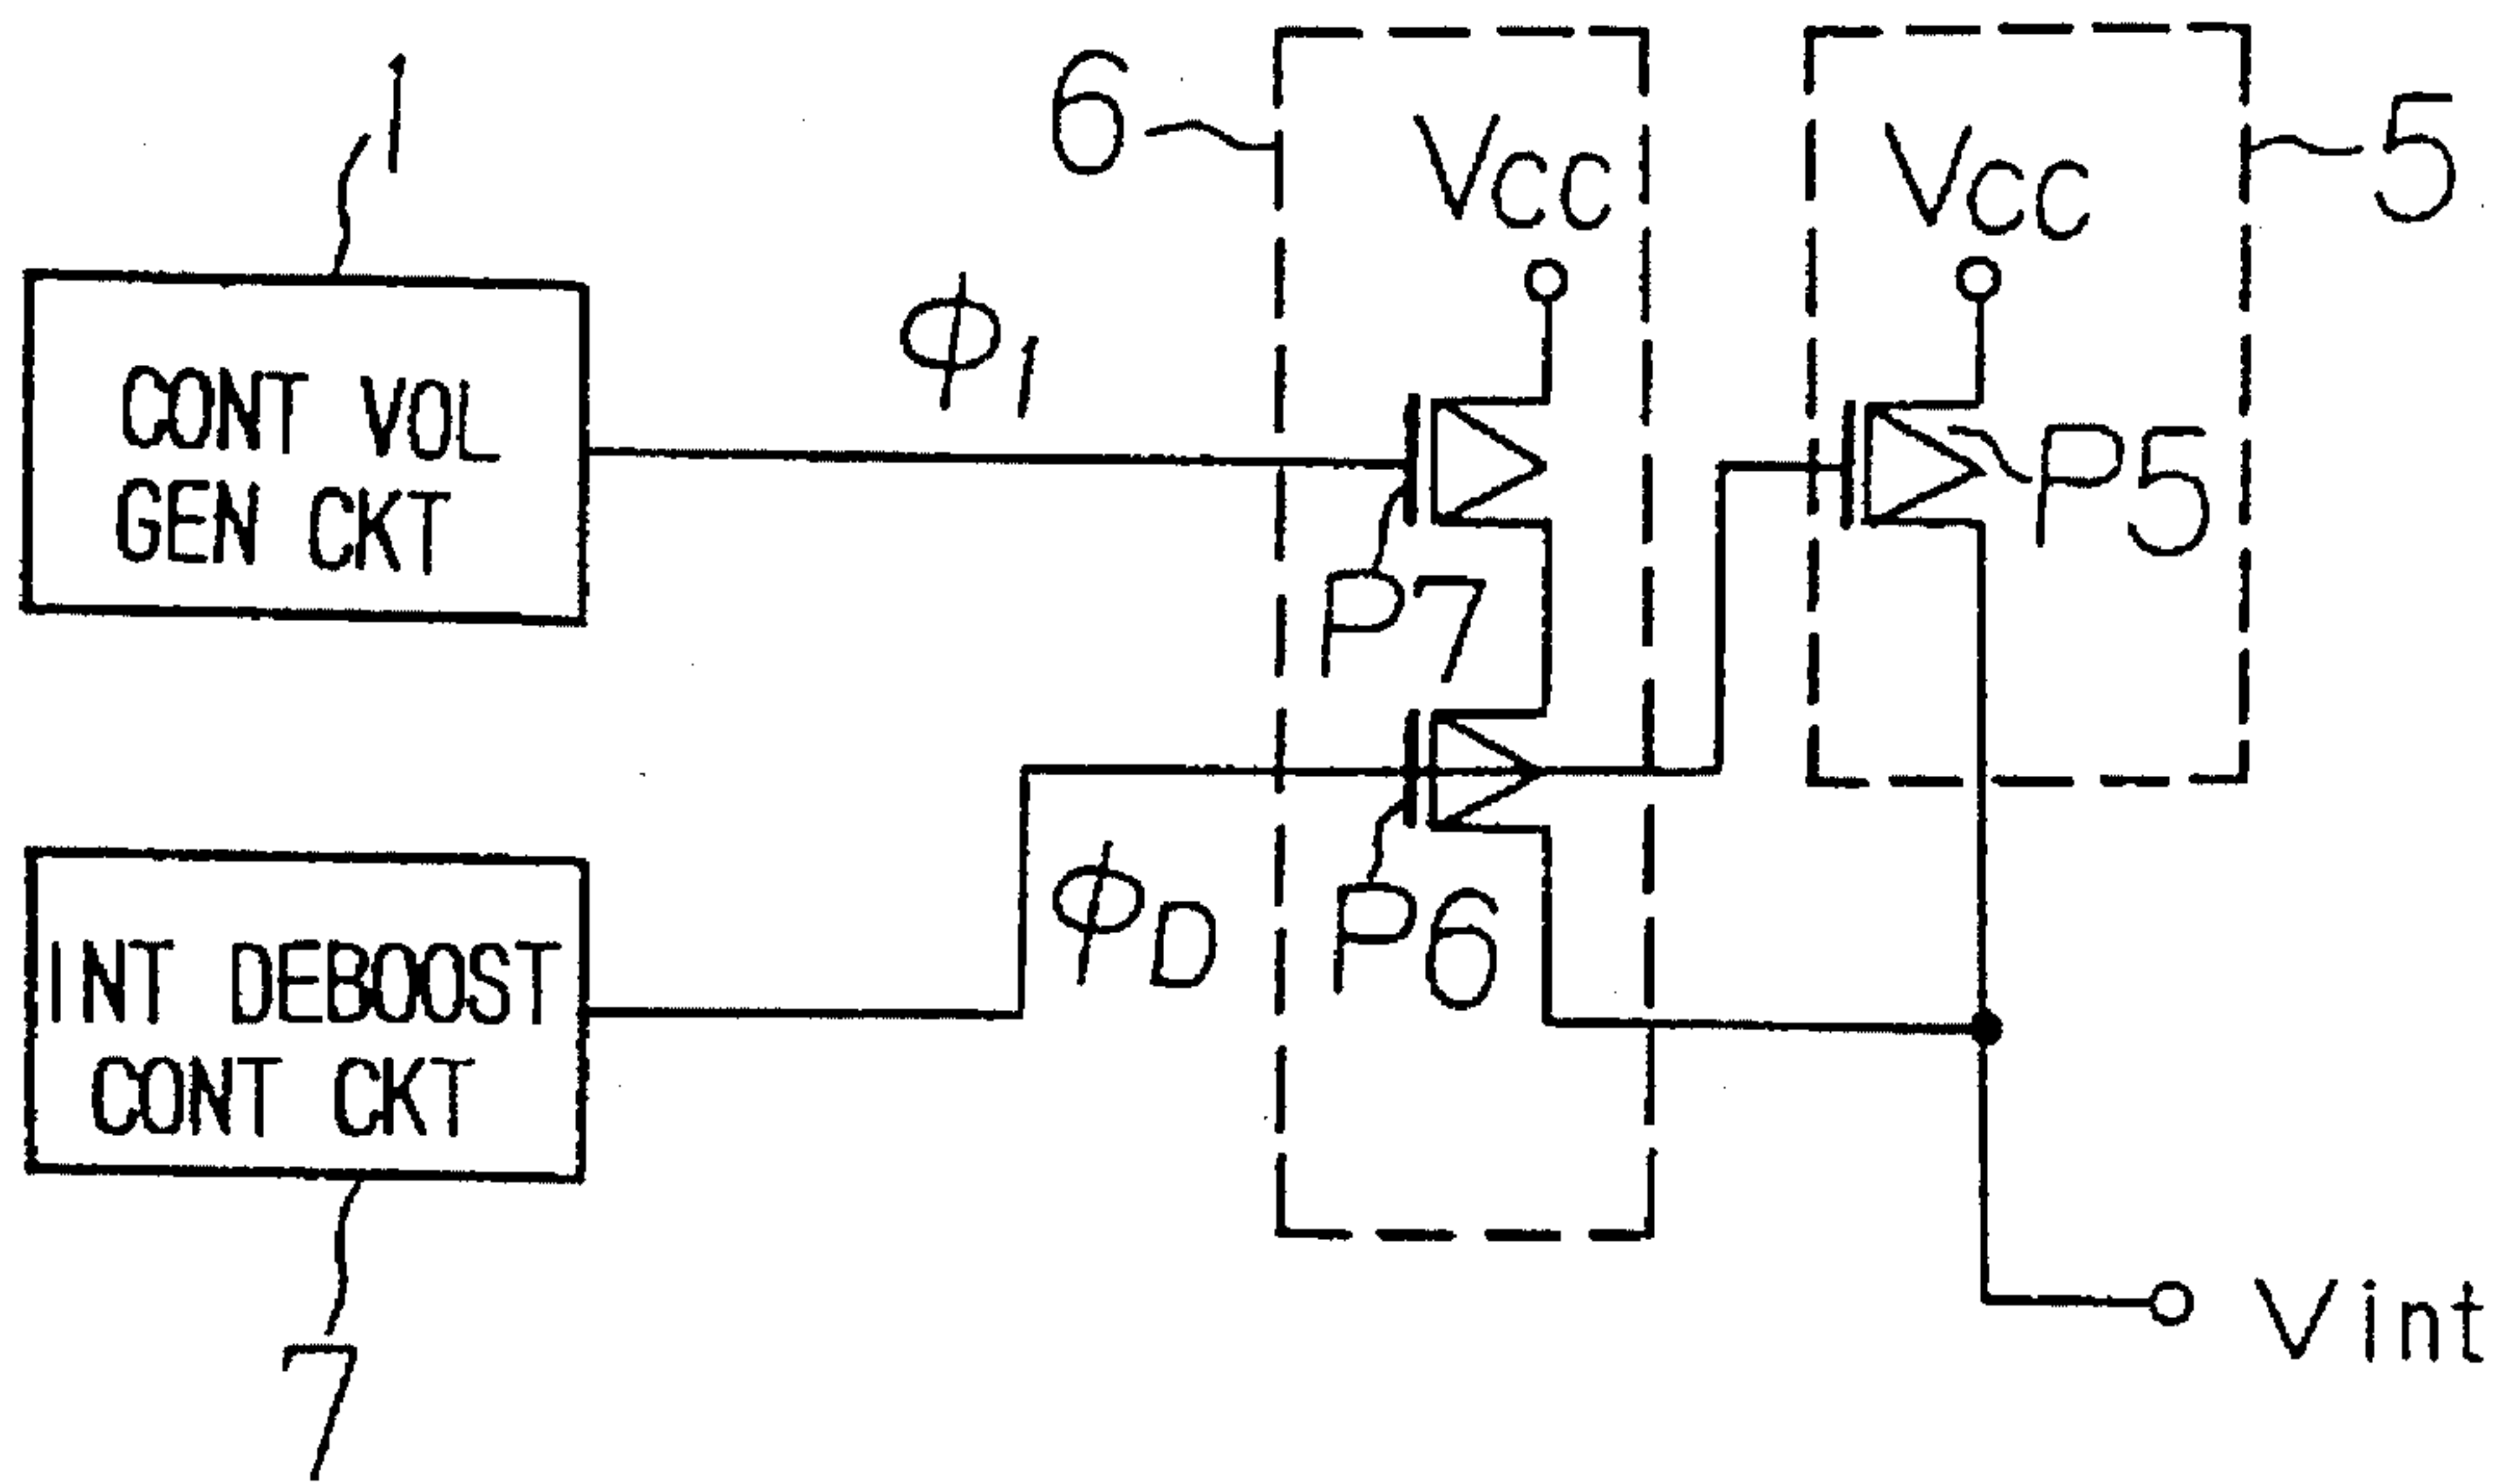 1
6
5
Vcc
Vcc
CONT VOL
GEN CKT
φ1
P7
P5
INT DEBOOST
CONT CKT
φD
P6
7
Vint